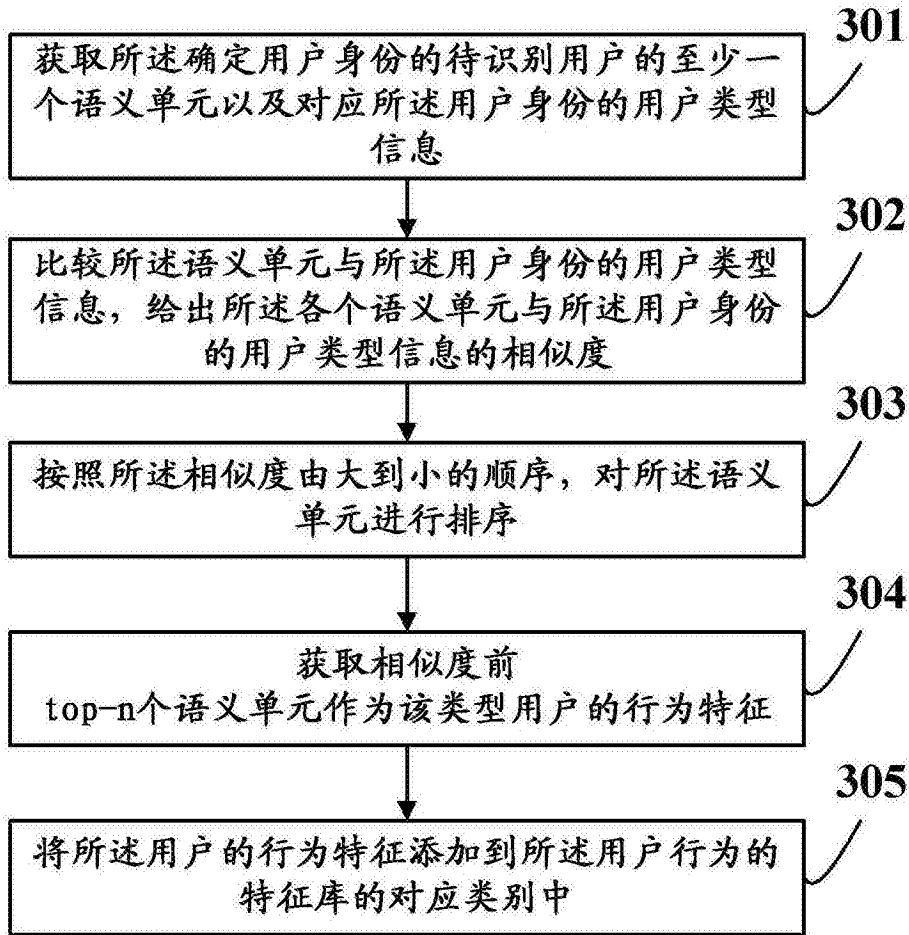 301
获取所述确定用户身份的待识别用户的至少一
个语义单元以及对应所述用户身份的用户类型
信息
302
比较所述语义单元与所述用户身份的用户类型
信息，给出所述各个语义单元与所述用户身份
的用户类型信息的相似度
303
按照所述相似度由大到小的顺序，对所述语义
单元进行排序
304
获取相似度前
top-n个语义单元作为该类型用户的行为特征
305
将所述用户的行为特征添加到所述用户行为的
特征库的对应类别中